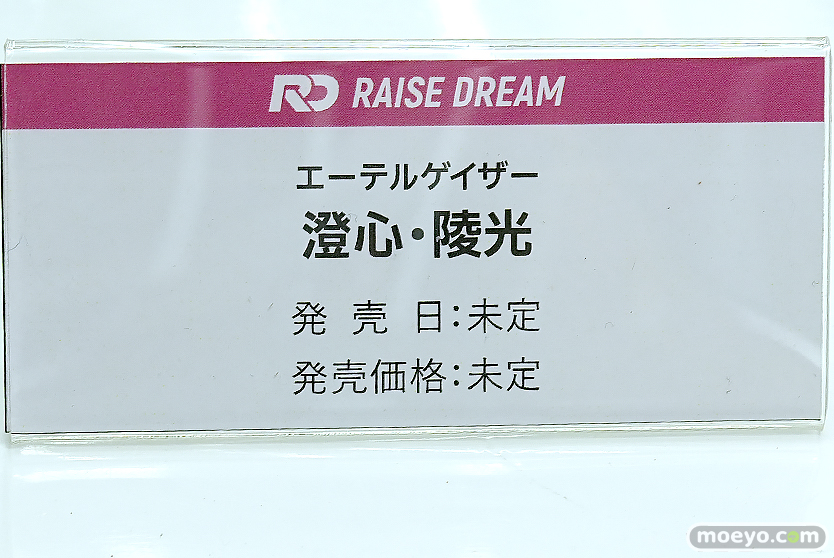 RD RAISE DREAM
エーテルゲイザー
澄心・陵光
発売日:未定
発売価格:未定
moeyo.com